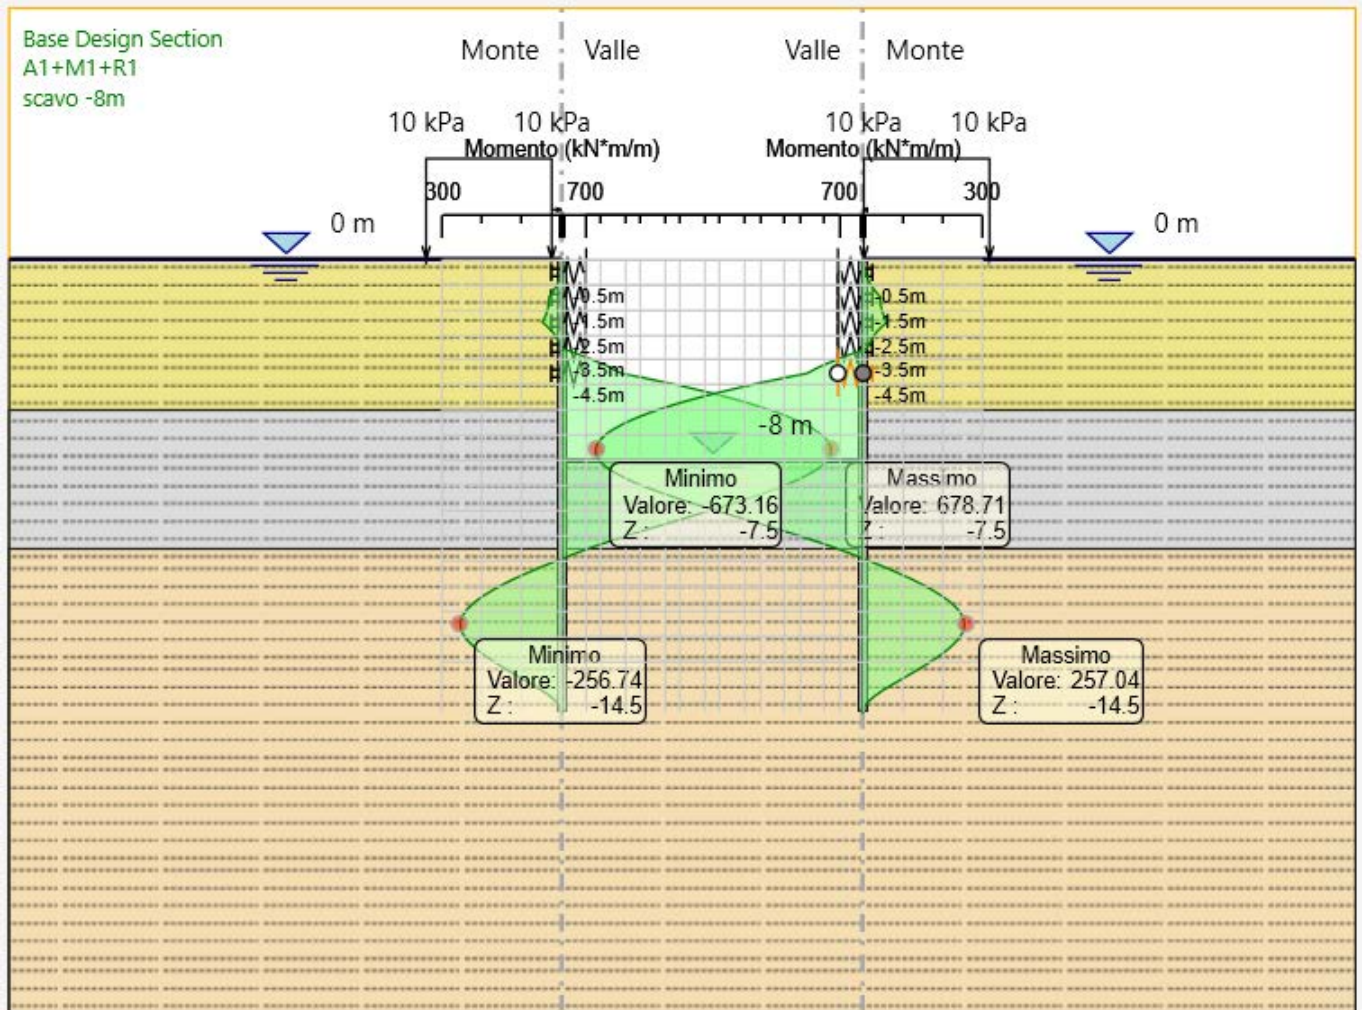 Base Design Section
A1+M1+R1
scavo -8m
Monte Valle Valle Monte
10 kPa 10 kPa 10 kPa 10 kPa
Momento (kN*m/m) Momento (kN*m/m)
300 700 700 300
0 m 0 m
-0.5m -0.5m
-1.5m -1.5m
-2.5m -2.5m
-3.5m -3.5m
-4.5m -4.5m
-8 m
Minimo
Valore: -673.16
Z : -7.5
Massimo
Valore: 678.71
Z : -7.5
Minimo
Valore: -256.74
Z : -14.5
Massimo
Valore: 257.04
Z : -14.5